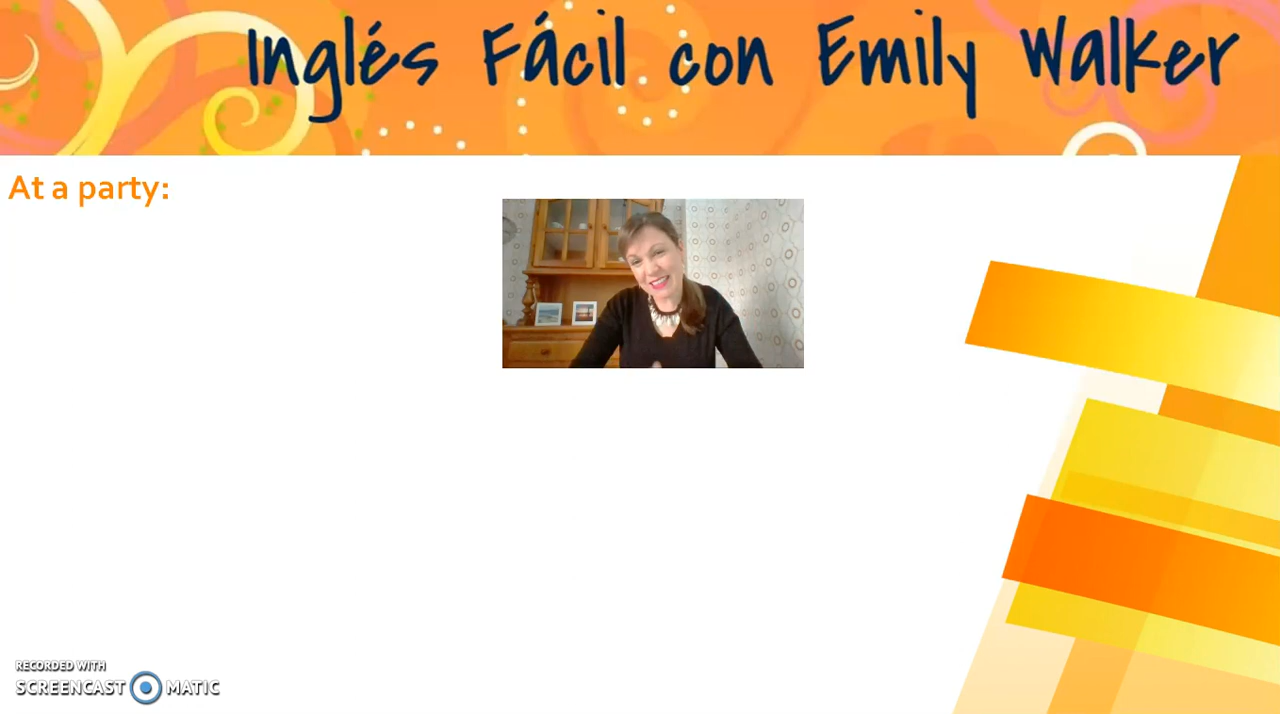 Inglés Fácil con Emily Walker
At a party:
RECORDED WITH
SCREENCAST MATIC